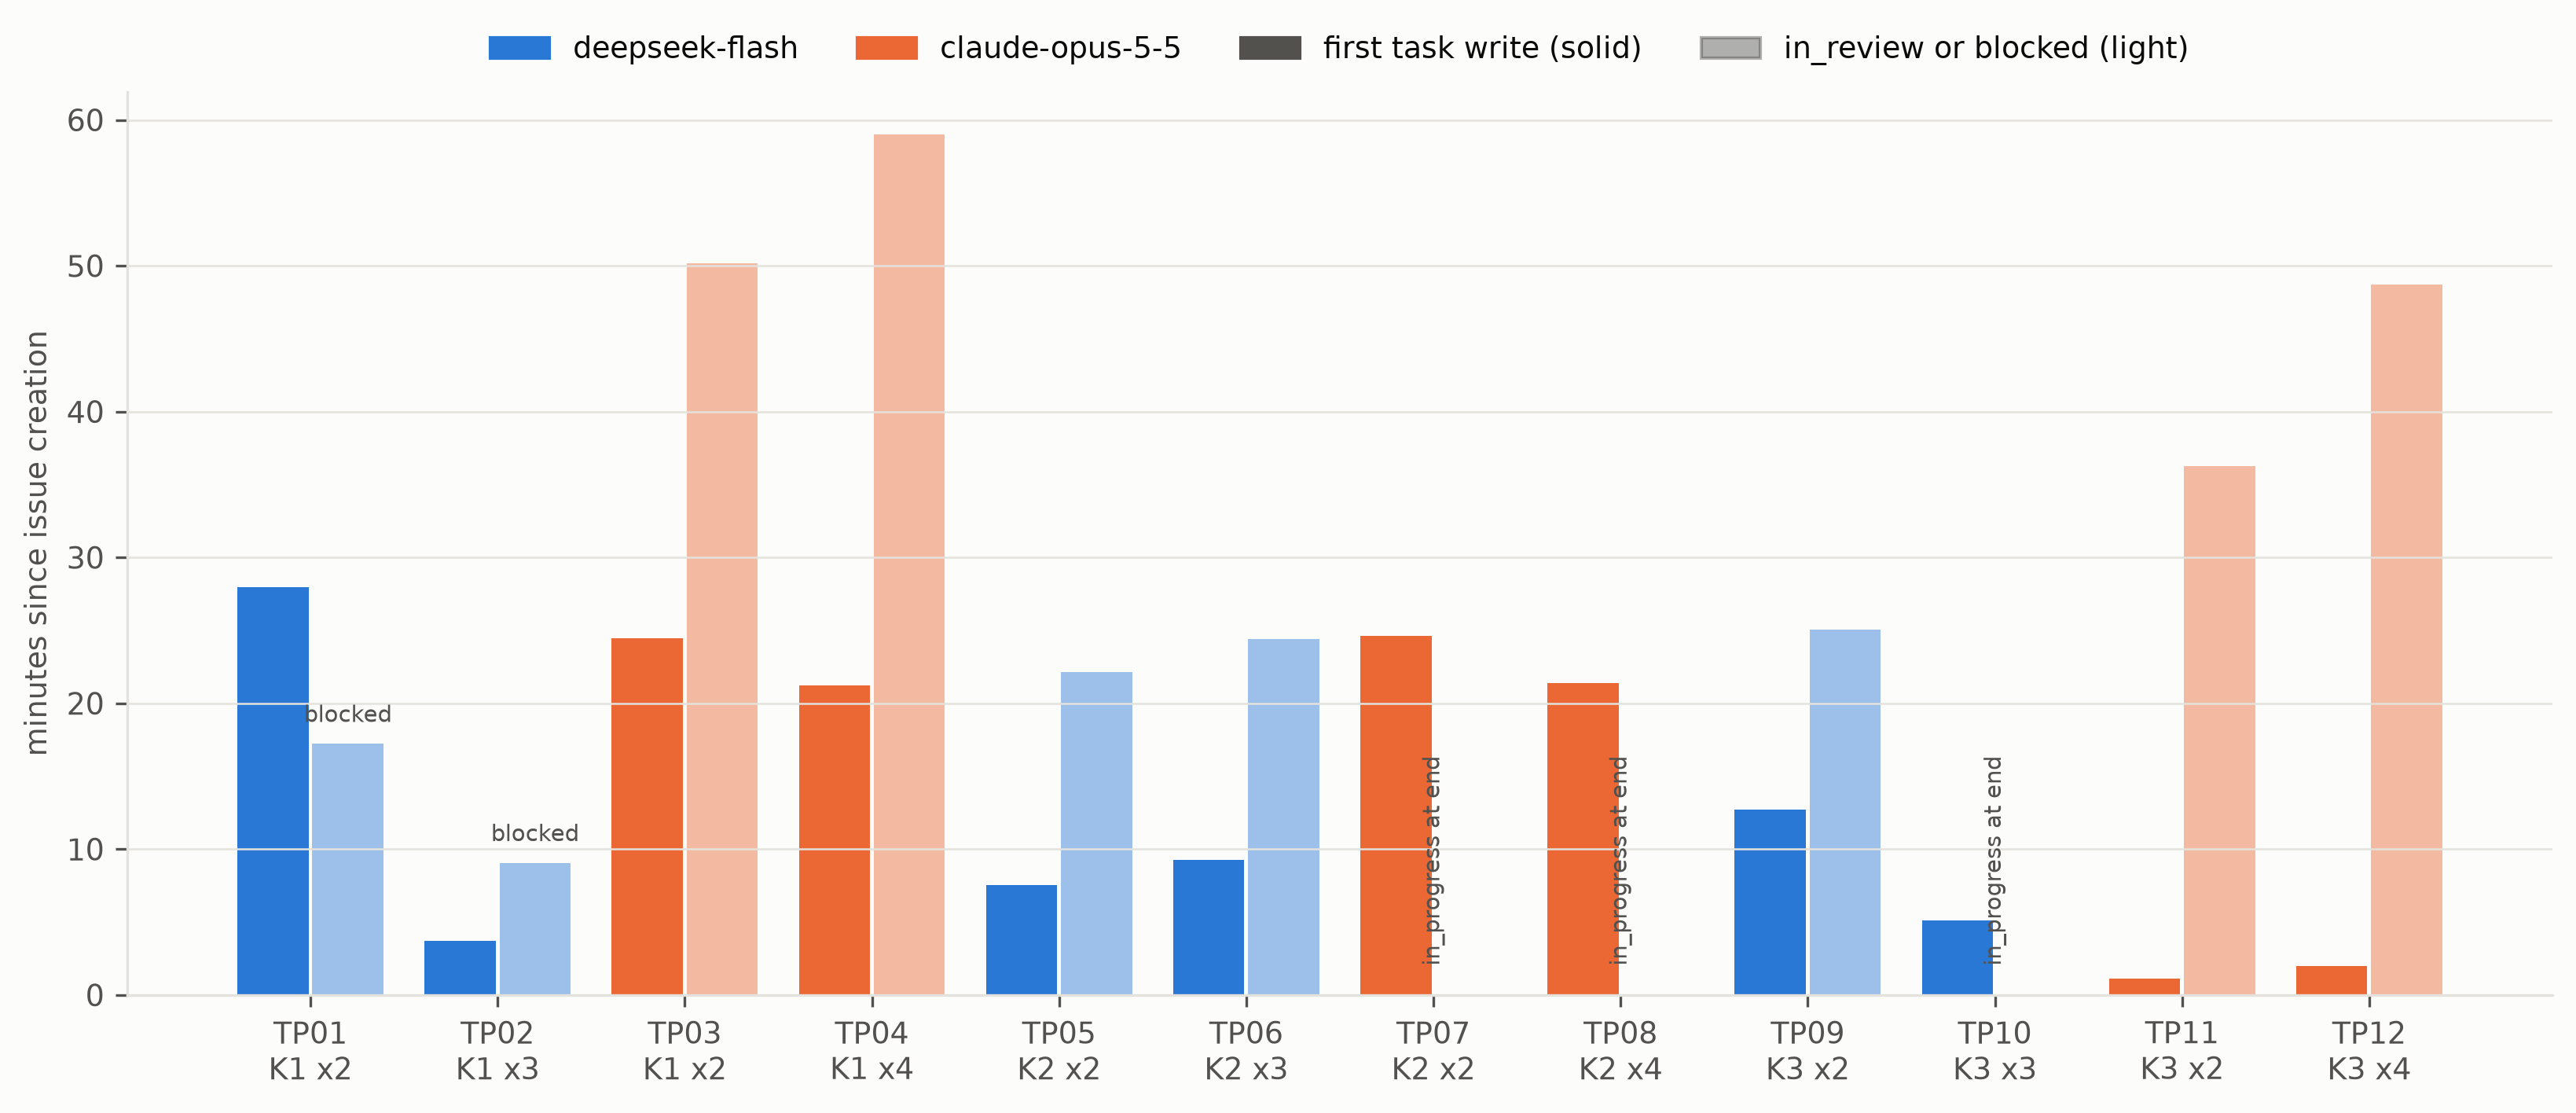 deepseek-flash
claude-opus-5-5
first task write (solid)
in_review or blocked (light)
minutes since issue creation
60
50
40
30
20
10
0
blocked
blocked
in_progress at end
in_progress at end
in_progress at end
TP01
K1 x2
TP02
K1 x3
TP03
K1 x2
TP04
K1 x4
TP05
K2 x2
TP06
K2 x3
TP07
K2 x2
TP08
K2 x4
TP09
K3 x2
TP10
K3 x3
TP11
K3 x2
TP12
K3 x4